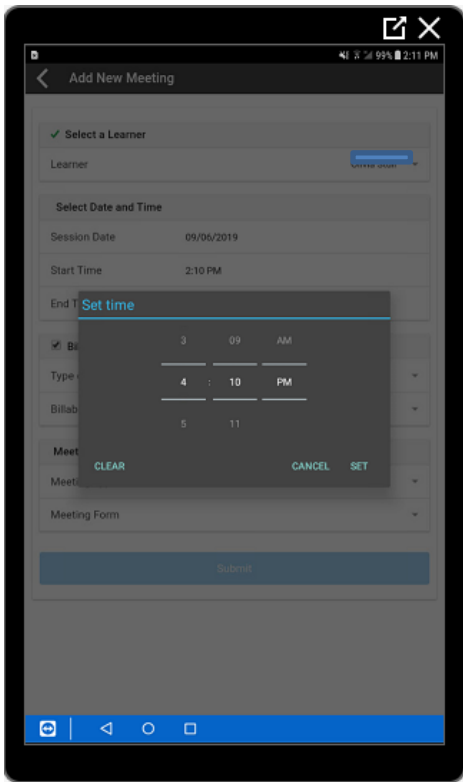 99% 2:11 PM
Add New Meeting
Select a Learner
Learner
Select Date and Time
Session Date 09/06/2019
Start Time 2:10 PM
End T
Set time
3 09 AM
4 : 10 PM
5 11
Bi
Type
Billab
CLEAR CANCEL SET
Meet
Meeti
Meeting Form
Submit